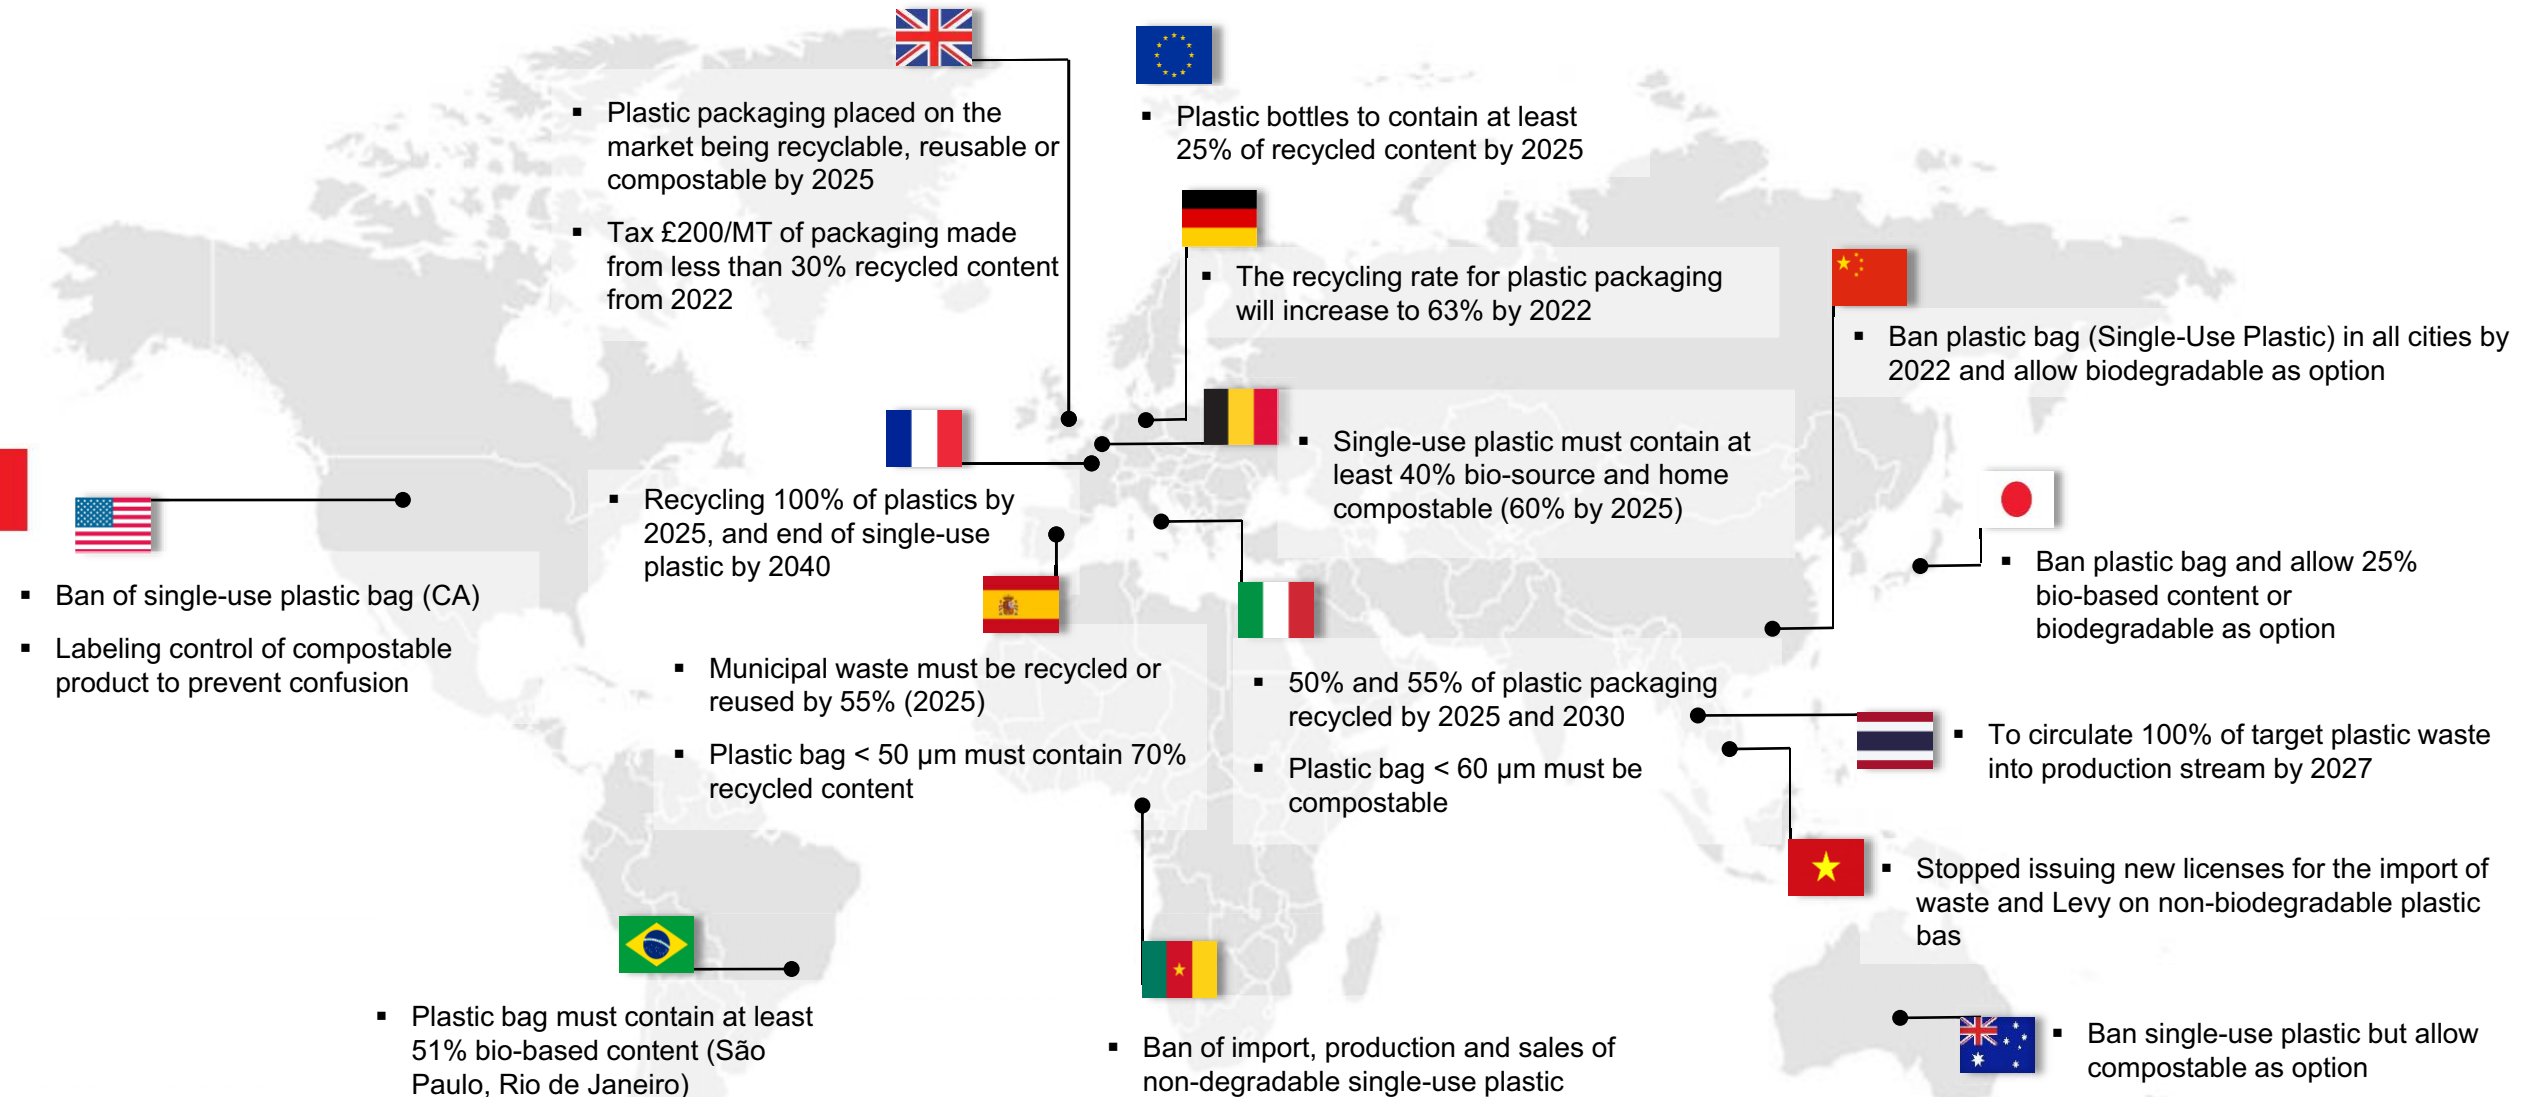 ▪ Plastic packaging placed on the
market being recyclable, reusable or
compostable by 2025
▪ Tax £200/MT of packaging made
from less than 30% recycled content
from 2022
▪ Plastic bottles to contain at least
25% of recycled content by 2025
▪ The recycling rate for plastic packaging
will increase to 63% by 2022
▪ Ban plastic bag (Single-Use Plastic) in all cities by
2022 and allow biodegradable as option
▪ Single-use plastic must contain at
least 40% bio-source and home
compostable (60% by 2025)
▪ Recycling 100% of plastics by
2025, and end of single-use
plastic by 2040
▪ Ban of single-use plastic bag (CA)
▪ Labeling control of compostable
product to prevent confusion
▪ Ban plastic bag and allow 25%
bio-based content or
biodegradable as option
▪ Municipal waste must be recycled or
reused by 55% (2025)
▪ Plastic bag < 50 μm must contain 70%
recycled content
▪ 50% and 55% of plastic packaging
recycled by 2025 and 2030
▪ Plastic bag < 60 μm must be
compostable
▪ To circulate 100% of target plastic waste
into production stream by 2027
▪ Stopped issuing new licenses for the import of
waste and Levy on non-biodegradable plastic
bas
▪ Plastic bag must contain at least
51% bio-based content (São
Paulo, Rio de Janeiro)
▪ Ban of import, production and sales of
non-degradable single-use plastic
▪ Ban single-use plastic but allow
compostable as option